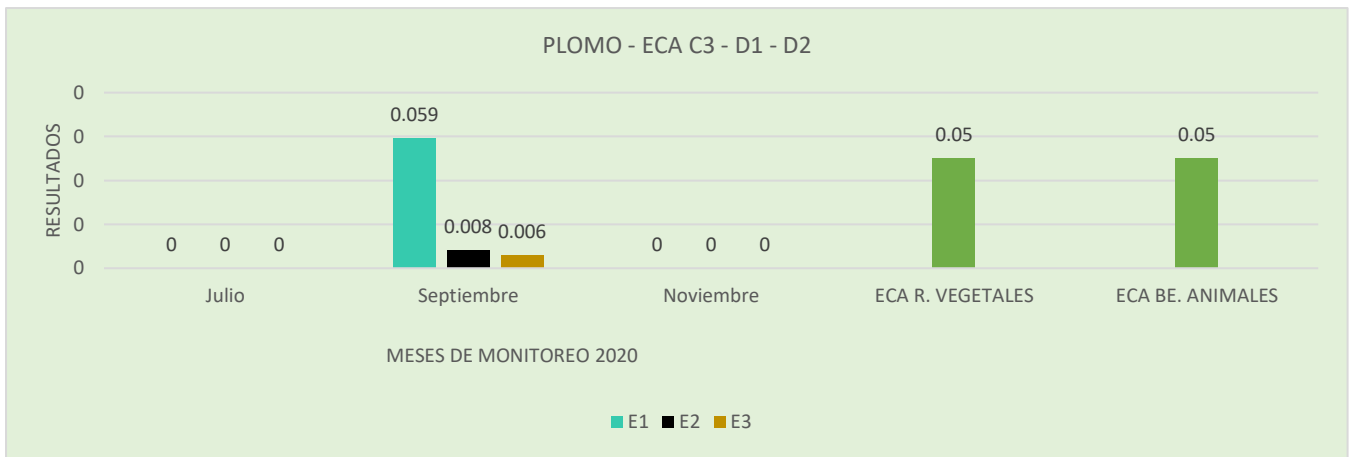 PLOMO - ECA C3 - D1 - D2
RESULTADOS
0
0
0
0
0
0 0 0
0.059
0.008
0.006
0 0 0
0.05
0.05
Julio Septiembre Noviembre ECA R. VEGETALES ECA BE. ANIMALES
MESES DE MONITOREO 2020
E1 E2 E3